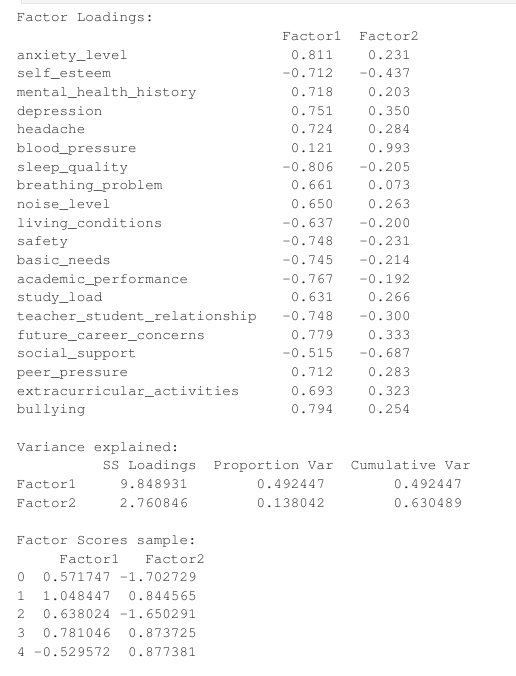 Factor Loadings:
                              Factor1  Factor2
anxiety_level                   0.811    0.231
self_esteem                    -0.712   -0.437
mental_health_history           0.718    0.203
depression                      0.751    0.350
headache                        0.724    0.284
blood_pressure                  0.121    0.993
sleep_quality                  -0.806   -0.205
breathing_problem               0.661    0.073
noise_level                     0.650    0.263
living_conditions              -0.637   -0.200
safety                         -0.748   -0.231
basic_needs                    -0.745   -0.214
academic_performance           -0.767   -0.192
study_load                      0.631    0.266
teacher_student_relationship   -0.748   -0.300
future_career_concerns          0.779    0.333
social_support                 -0.515   -0.687
peer_pressure                   0.712    0.283
extracurricular_activities      0.693    0.323
bullying                        0.794    0.254

Variance explained:
         SS Loadings  Proportion Var  Cumulative Var
Factor1     9.848931        0.492447        0.492447
Factor2     2.760846        0.138042        0.630489

Factor Scores sample:
    Factor1   Factor2
0  0.571747 -1.702729
1  1.048447  0.844565
2  0.638024 -1.650291
3  0.781046  0.873725
4 -0.529572  0.877381